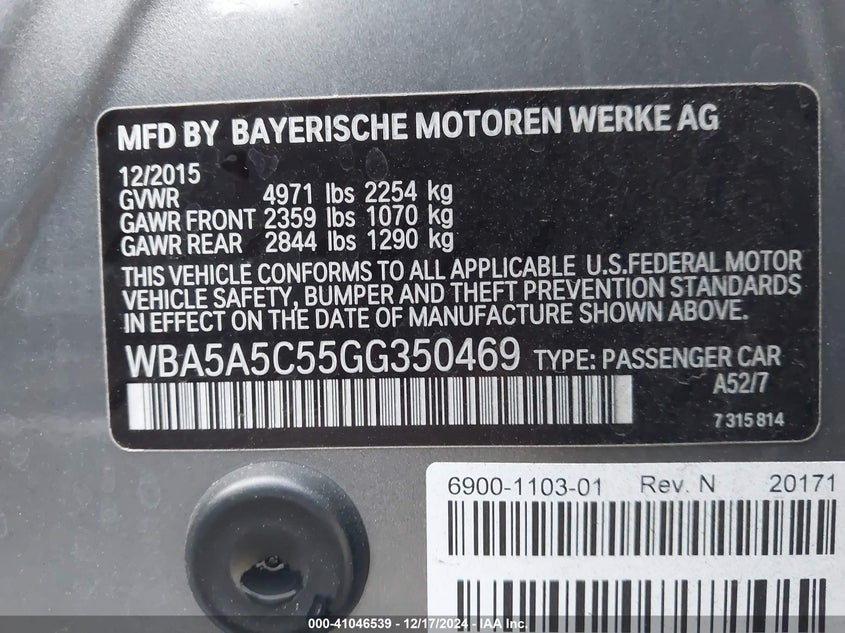 MFD BY BAYERISCHE MOTOREN WERKE AG
12/2015
GVWR 4971 lbs 2254 kg
GAWR FRONT 2359 lbs 1070 kg
GAWR REAR 2844 lbs 1290 kg
THIS VEHICLE CONFORMS TO ALL APPLICABLE U.S.FEDERAL MOTOR
VEHICLE SAFETY, BUMPER AND THEFT PREVENTION STANDARDS
IN EFFECT ON THE DATE OF MANUFACTURE SHOWN ABOVE.
WBA5A5C55GG350469 TYPE: PASSENGER CAR
A52/7
7 315 814
6900-1103-01 Rev. N 20171
000-41046539 - 12/17/2024 - IAA Inc.